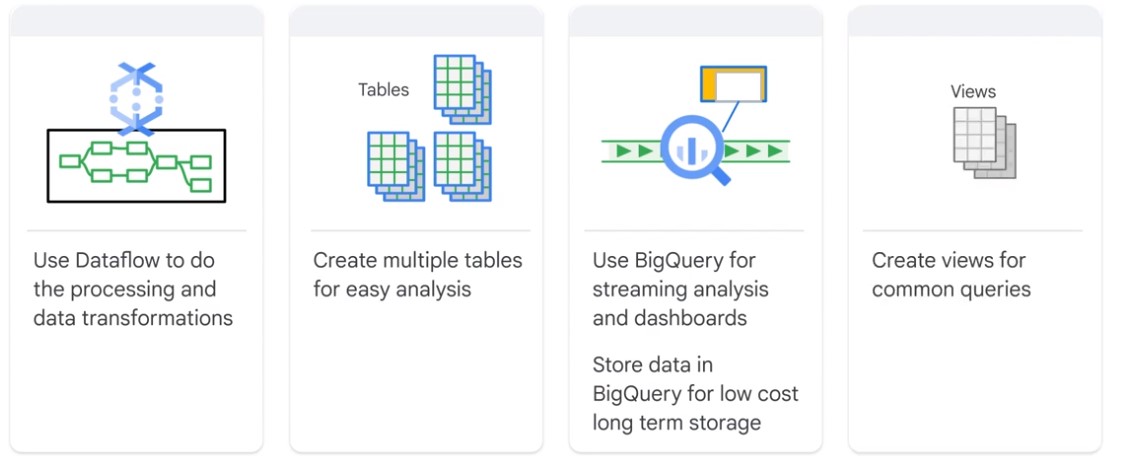 Use Dataflow to do
the processing and
data transformations
Tables
Create multiple tables
for easy analysis
Use BigQuery for
streaming analysis
and dashboards
Store data in
BigQuery for low cost
long term storage
Views
Create views for
common queries